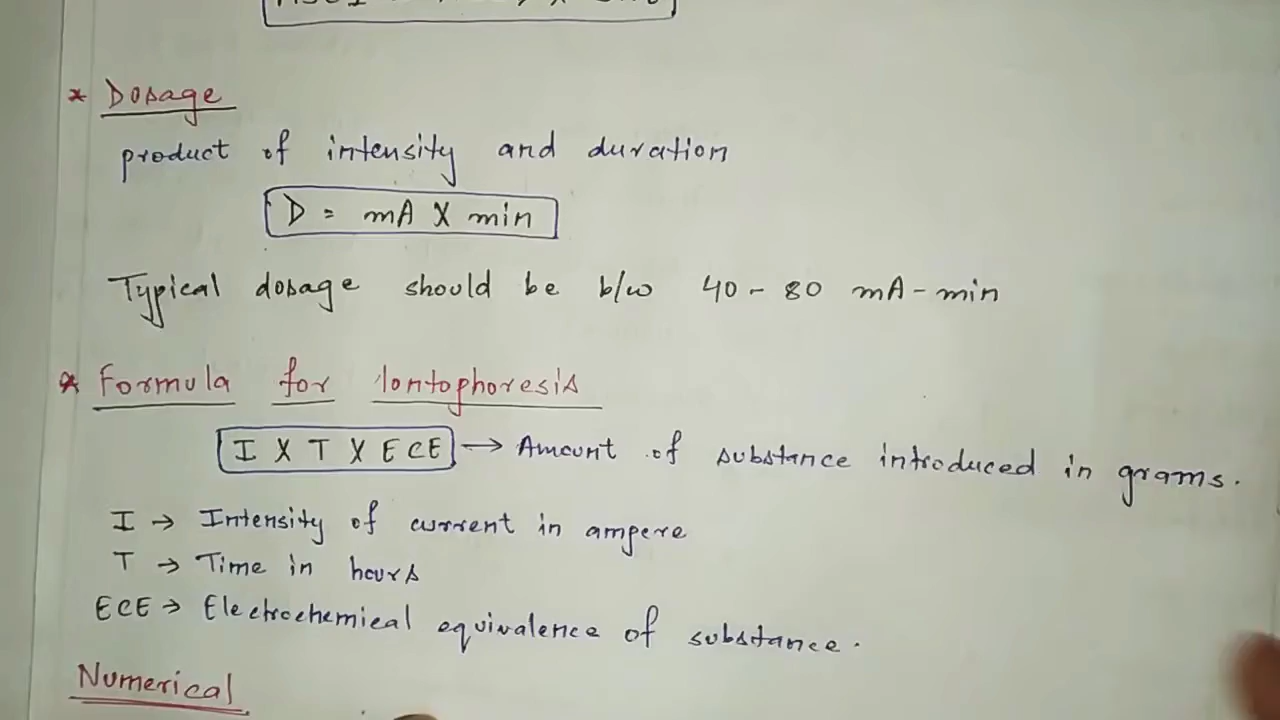 * Dosage
product of intensity and duration
D = mA X min
Typical dosage should be b/w 40 - 80 mA - min
* Formula for Iontophoresis
I X T X ECE → Amount of substance introduced in grams.
I → Intensity of current in ampere
T → Time in hours
ECE → Electrochemical equivalence of substance.
Numerical